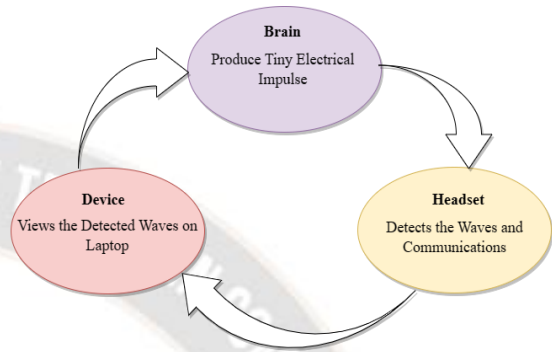 Brain
Produce Tiny Electrical
Impulse
Device
Views the Detected Waves on
Laptop
Headset
Detects the Waves and
Communications